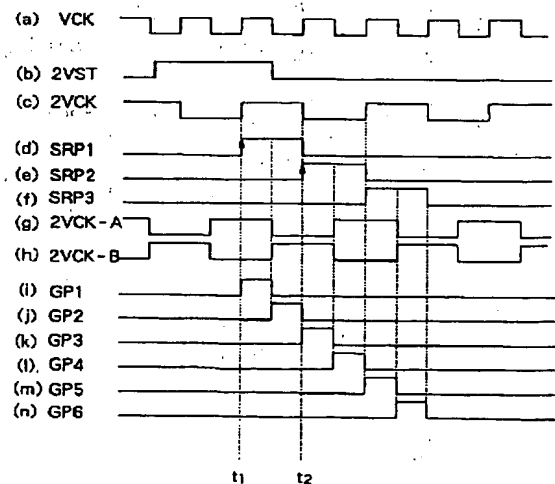 (a) VCK
(b) 2VST
(c) 2VCK
(d) SRP1
(e) SRP2
(f) SRP3
(g) 2VCK-A
(h) 2VCK-B
(i) GP1
(j) GP2
(k) GP3
(l). GP4
(m) GP5
(n) GP6
t1 t2